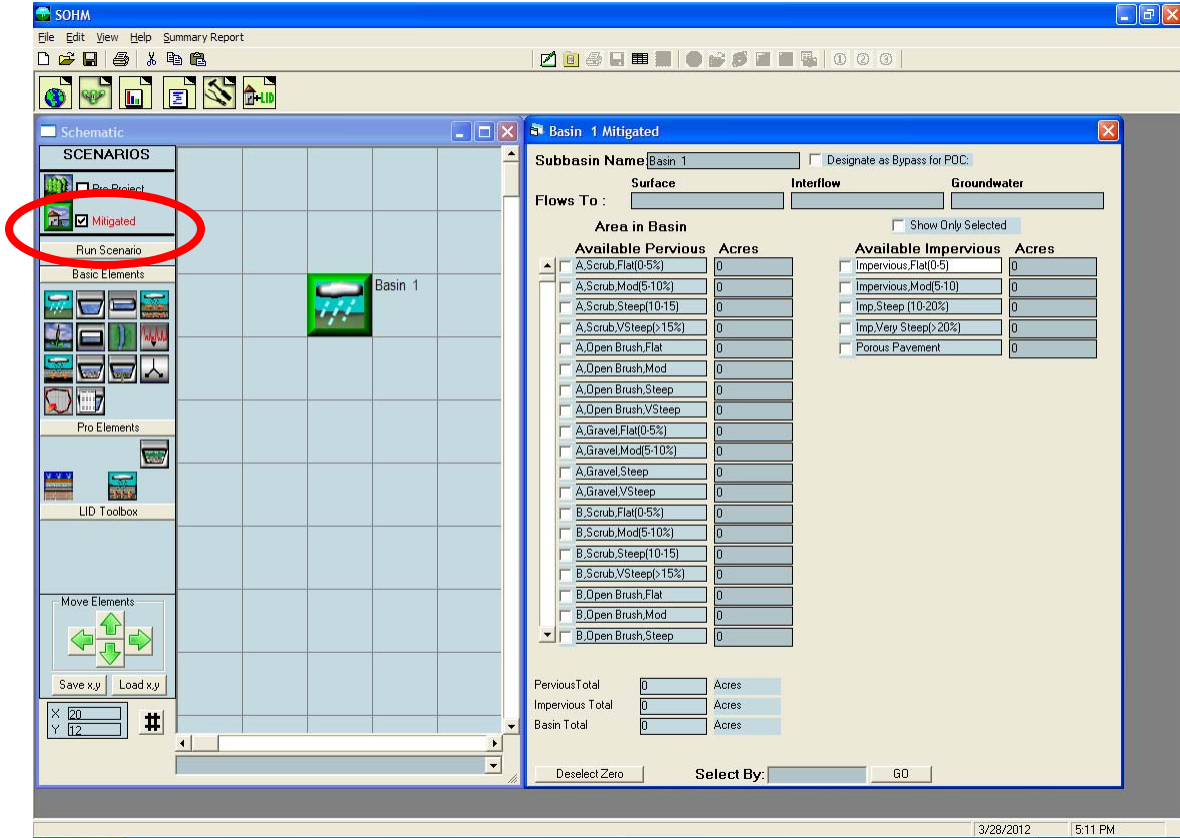 SOHM
File Edit View Help Summary Report
+LID
Schematic
SCENARIOS
Pre-Project
Mitigated
Run Scenario
Basic Elements
Pro Elements
LID Toolbox
Move Elements
Save x,y Load x,y
X 20
Y 12
#
Basin 1
Basin 1 Mitigated
Subbasin Name: Basin 1 Designate as Bypass for POC:
Surface Interflow Groundwater
Flows To :
Area in Basin Show Only Selected
Available Pervious Acres Available Impervious Acres
A,Scrub,Flat(0-5%) 0 Impervious,Flat(0-5) 0
A,Scrub,Mod(5-10%) 0 Impervious,Mod(5-10) 0
A,Scrub,Steep(10-15) 0 Imp,Steep (10-20%) 0
A,Scrub,VSteep(>15%) 0 Imp,Very Steep(>20%) 0
A,Open Brush,Flat 0 Porous Pavement 0
A,Open Brush,Mod 0
A,Open Brush,Steep 0
A,Open Brush,VSteep 0
A,Gravel,Flat(0-5%) 0
A,Gravel,Mod(5-10%) 0
A,Gravel,Steep 0
A,Gravel,VSteep 0
B,Scrub,Flat(0-5%) 0
B,Scrub,Mod(5-10%) 0
B,Scrub,Steep(10-15) 0
B,Scrub,VSteep(>15%) 0
B,Open Brush,Flat 0
B,Open Brush,Mod 0
B,Open Brush,Steep 0
PerviousTotal 0 Acres
Impervious Total 0 Acres
Basin Total 0 Acres
Deselect Zero Select By: GO
3/28/2012 5:11 PM